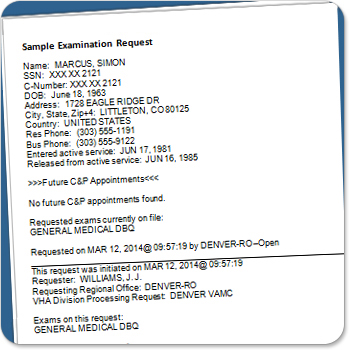 Sample Examination Request
Name: MARCUS, SIMON
SSN: XXX XX 2121
C-Number: XXX XX 2121
DOB: June 18, 1963
Address: 1728 EAGLE RIDGE DR
City, State, Zip+4: LITTLETON, CO 80125
Country: UNITED STATES
Res Phone: (303) 555-1191
Bus Phone: (303) 555-9122
Entered active service: JUN 17, 1981
Released from active service: JUN 16, 1985
>>>Future C&P Appointments<<<
No future C&P appointments found.
Requested exams currently on file:
GENERAL MEDICAL DBQ
Requested on MAR 12, 2014@ 09:57:19 by DENVER-RO--Open
This request was initiated on MAR 12, 2014@ 09:57:19
Requester: WILLIAMS, J.J.
Requesting Regional Office: DENVER-RO
VHA Division Processing Request: DENVER VAMC
Exams on this request:
GENERAL MEDICAL DBQ